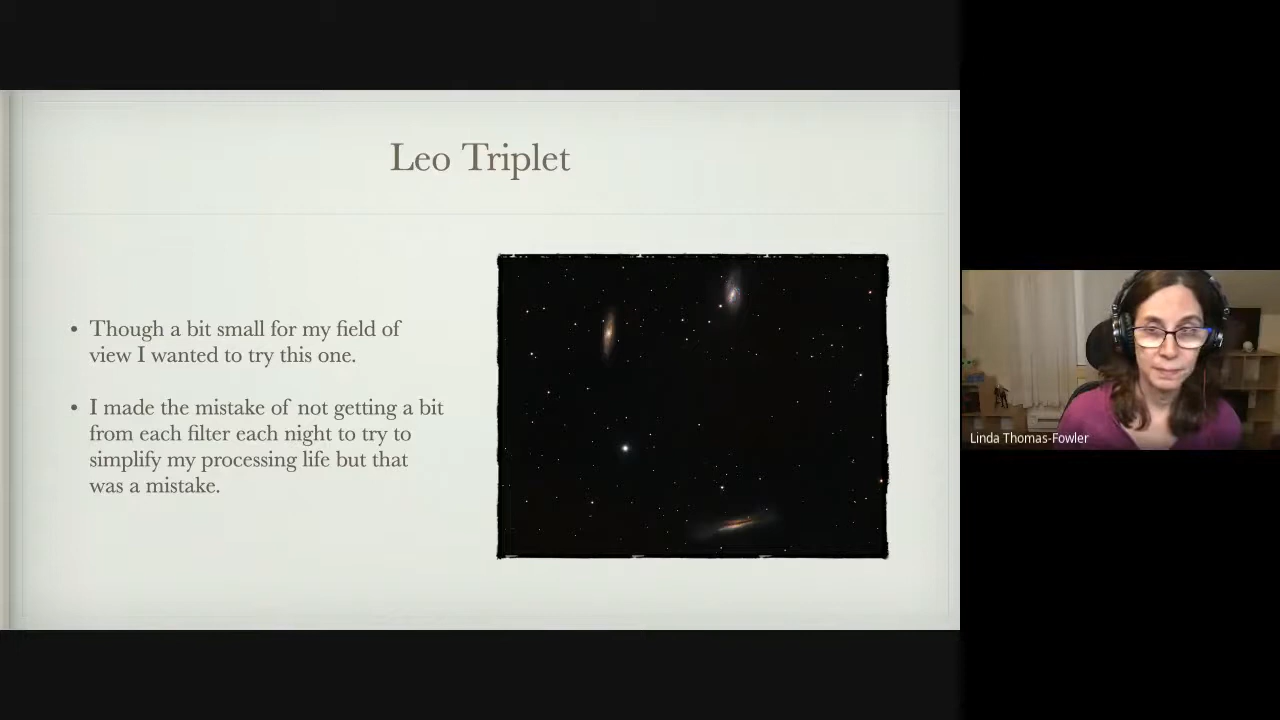 Leo Triplet
• Though a bit small for my field of
view I wanted to try this one.
• I made the mistake of not getting a bit
from each filter each night to try to
simplify my processing life but that
was a mistake.
Linda Thomas-Fowler